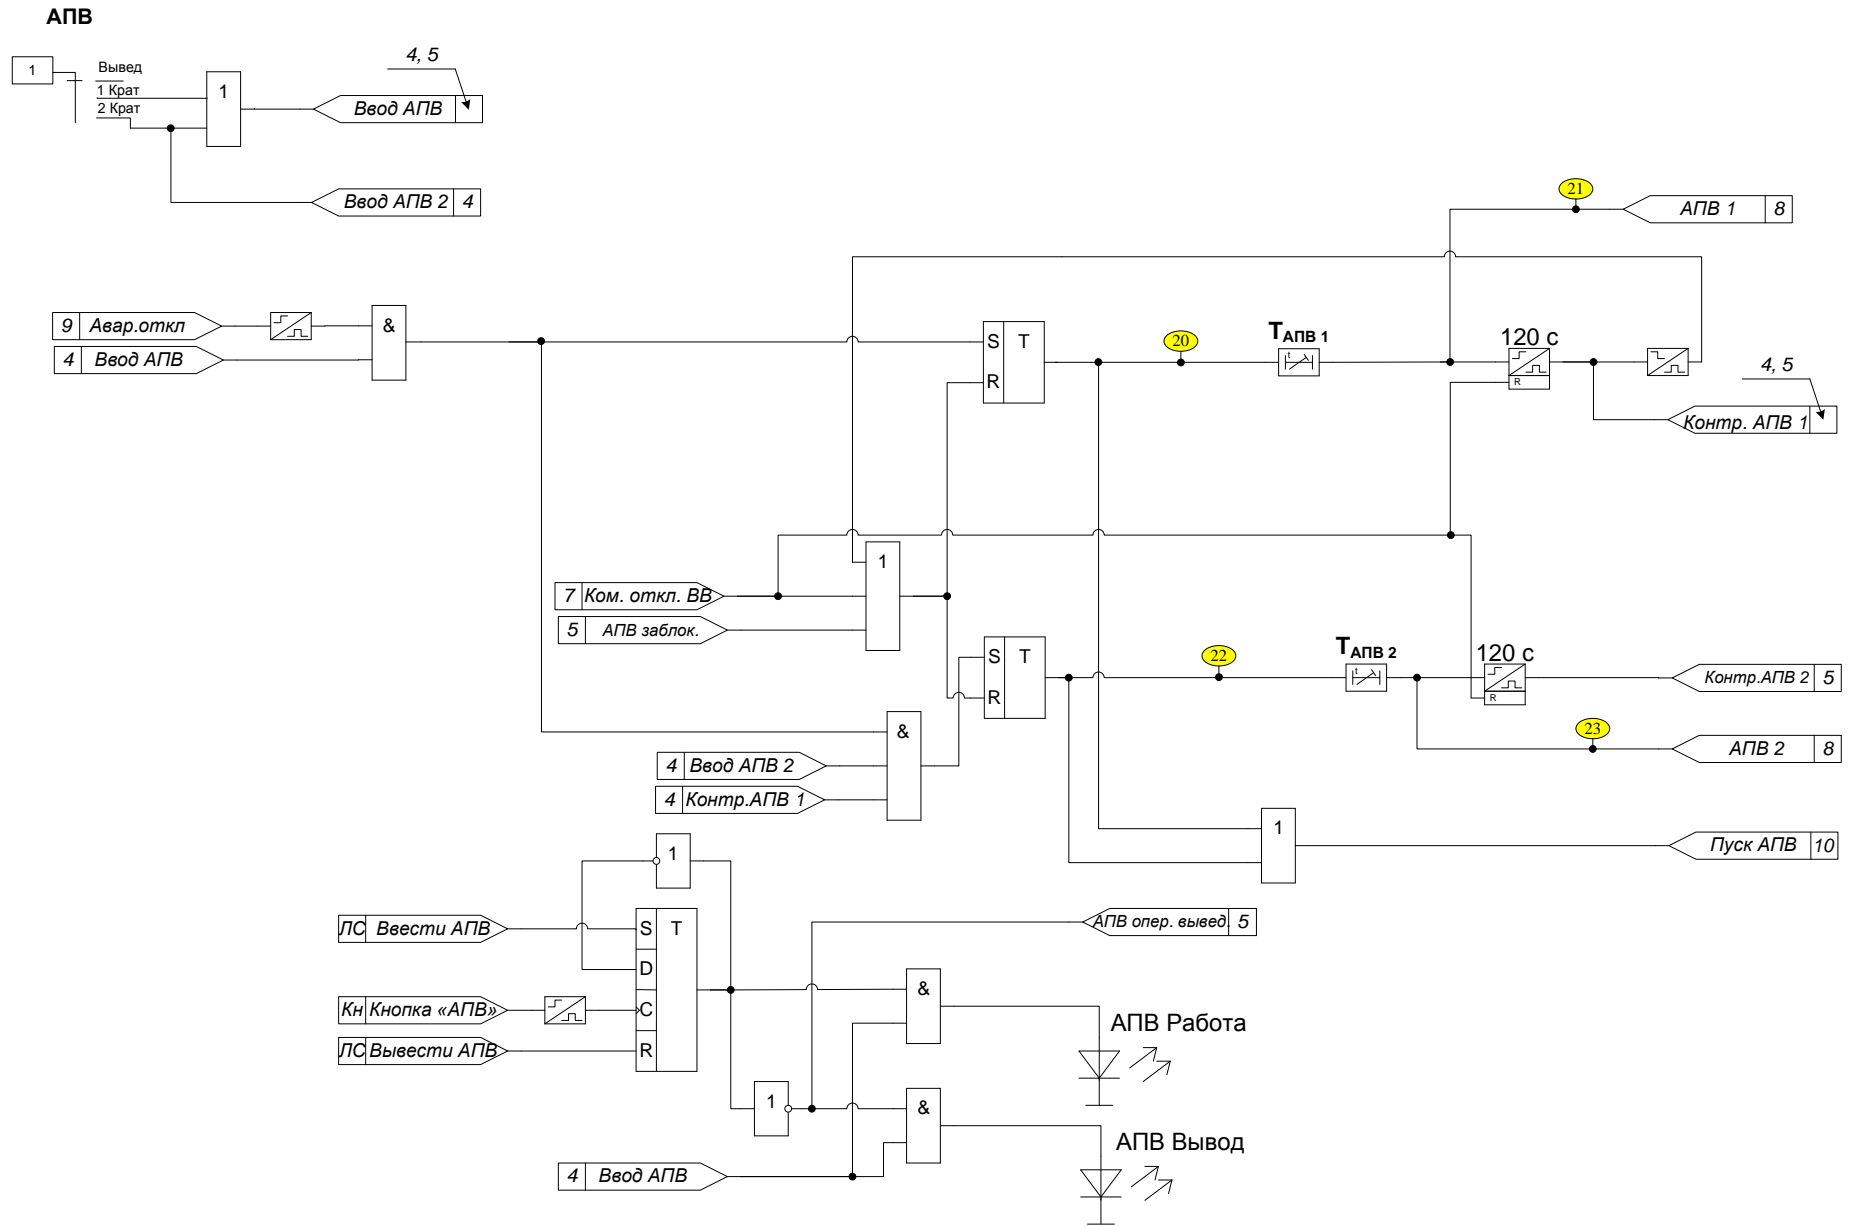 АПВ
1
Вывед
1 Крат
2 Крат
1
4, 5
Ввод АПВ
Ввод АПВ 2 4
21
АПВ 1 8
9 Авар.откл
4 Ввод АПВ
&
S T
R
20
ТАПВ 1
120 с
R
4, 5
Контр. АПВ 1
7 Ком. откл. ВВ
5 АПВ заблок.
1
S T
R
22
ТАПВ 2
120 с
R
Контр.АПВ 2 5
23
АПВ 2 8
&
4 Ввод АПВ 2
4 Контр.АПВ 1
1
Пуск АПВ 10
1
ЛС Ввести АПВ
S T
D
Кн Кнопка «АПВ»
C
ЛС Вывести АПВ
R
АПВ опер. вывед. 5
&
АПВ Работа
1
&
АПВ Вывод
4 Ввод АПВ